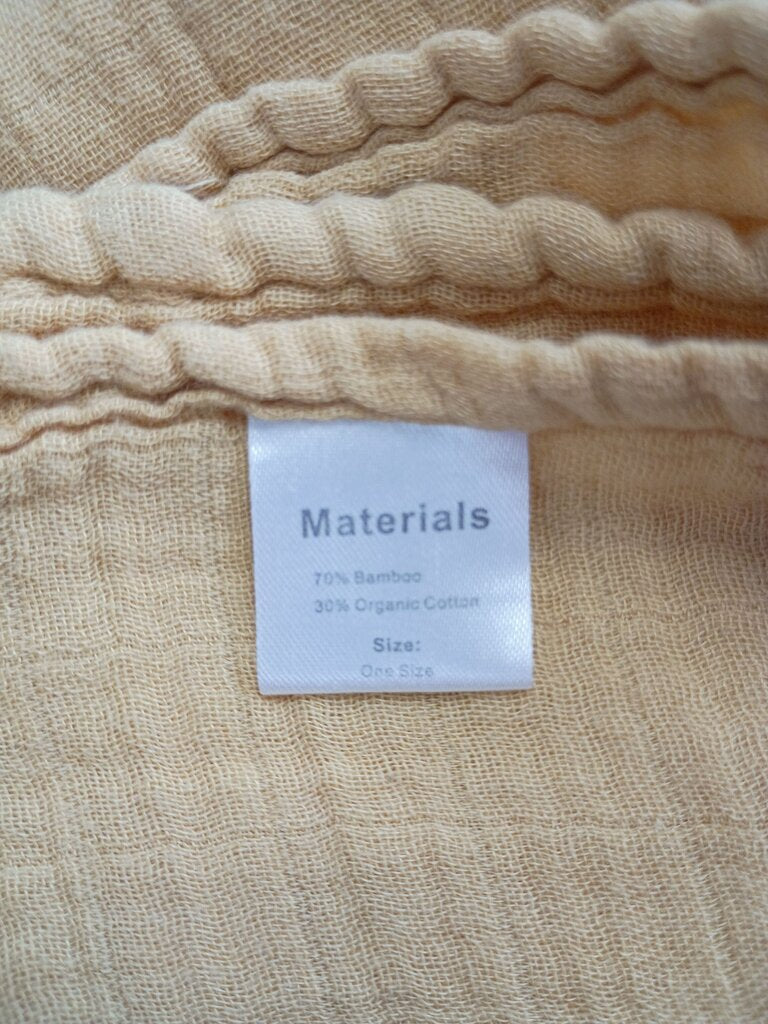 Materials
70% Bamboo
30% Organic Cotton
Size:
One Size